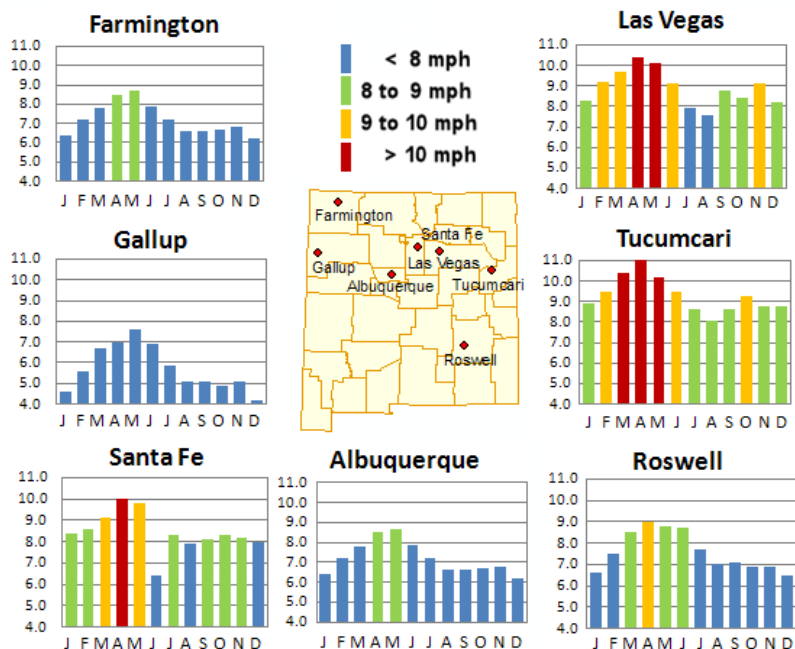 Farmington
11.0
10.0
9.0
8.0
7.0
6.0
5.0
4.0
J F M A M J J A S O N D
< 8 mph
8 to 9 mph
9 to 10 mph
> 10 mph
Las Vegas
11.0
10.0
9.0
8.0
7.0
6.0
5.0
4.0
J F M A M J J A S O N D
Gallup
11.0
10.0
9.0
8.0
7.0
6.0
5.0
4.0
J F M A M J J A S O N D
Farmington
Santa Fe
Gallup
Las Vegas
Albuquerque
Tucumcari
Roswell
Tucumcari
11.0
10.0
9.0
8.0
7.0
6.0
5.0
4.0
J F M A M J J A S O N D
Santa Fe
11.0
10.0
9.0
8.0
7.0
6.0
5.0
4.0
J F M A M J J A S O N D
Albuquerque
11.0
10.0
9.0
8.0
7.0
6.0
5.0
4.0
J F M A M J J A S O N D
Roswell
11.0
10.0
9.0
8.0
7.0
6.0
5.0
4.0
J F M A M J J A S O N D